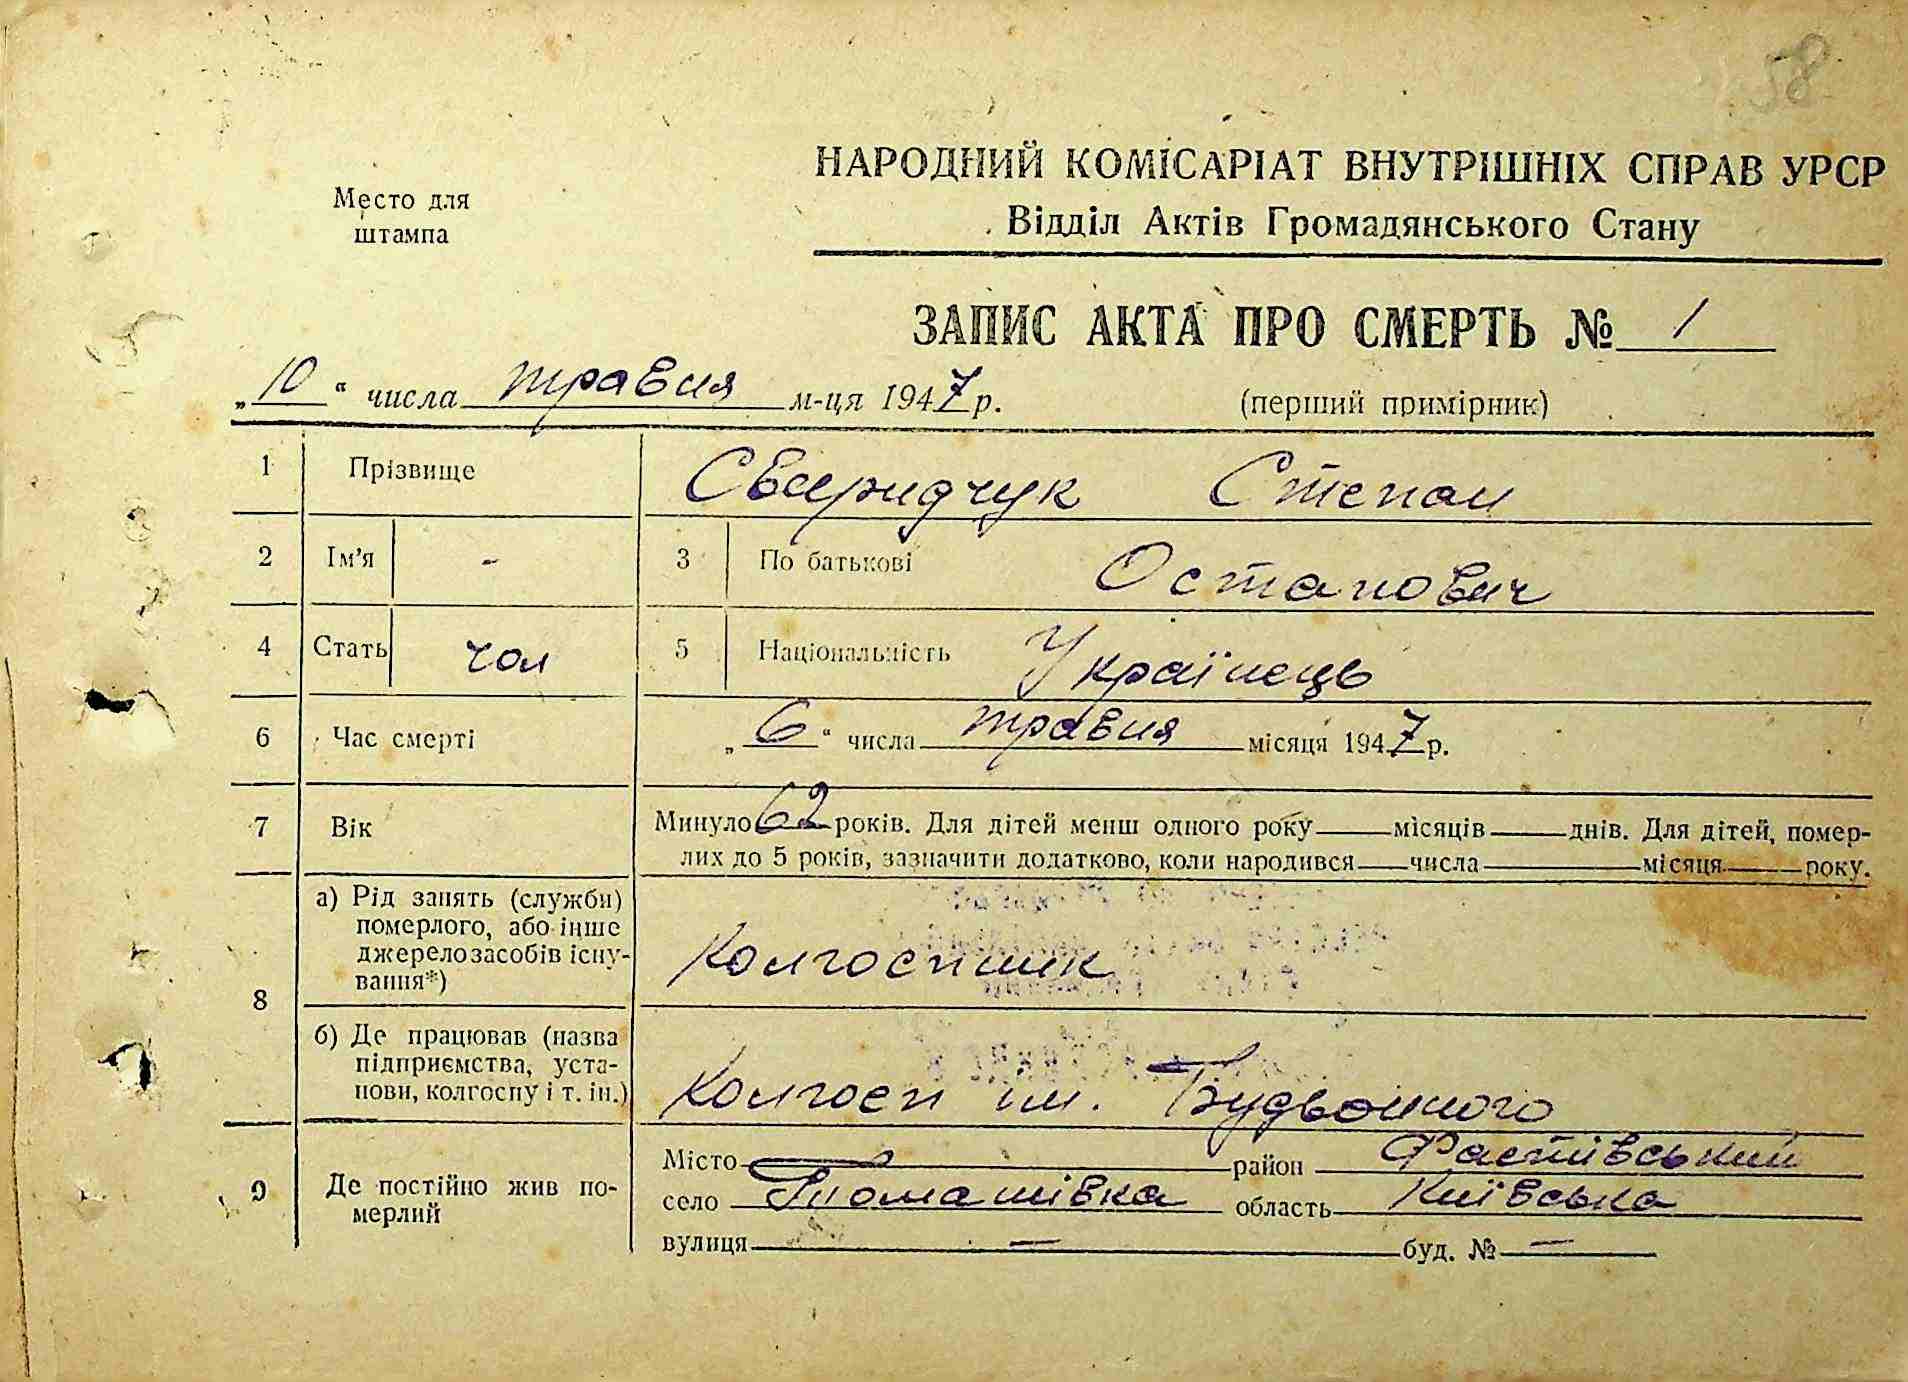 58
НАРОДНИЙ КОМІСАРІАТ ВНУТРІШНІХ СПРАВ УРСР
Место для
штампа
Відділ Актів Громадянського Стану
ЗАПИС АКТА ПРО СМЕРТЬ № 1
„10“ числа травня м-ця 1947 р.
(перший примірник)
1 Прізвище Свиридчук Степан
2 Ім'я - 3 По батькові Остапович
4 Стать чол 5 Національність Українець
6 Час смерті „6“ числа травня місяця 1947 р.
7 Вік Минуло 62 років. Для дітей менш одного року — місяців — днів. Для дітей, помер-
лих до 5 років, зазначити додатково, коли народився — числа — місяця — року.
8 а) Рід занять (служби)
померлого, або інше
джерело засобів існу-
вання*)
Колгоспник
б) Де працював (назва
підприємства, уста-
нови, колгоспу і т. ін.)
Колгосп ім. Будьонного
9 Де постійно жив по-
мерлий
Місто — район Фастівський
село Томашівка область Київська
вулиця — буд. № —